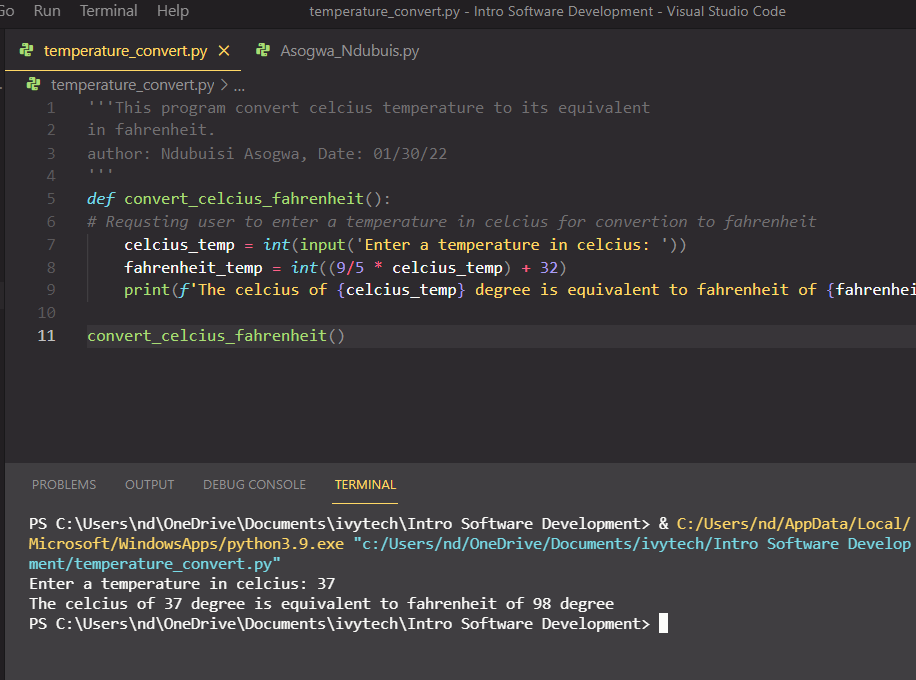 Go Run Terminal Help temperature_convert.py - Intro Software Development - Visual Studio Code
temperature_convert.py × Asogwa_Ndubuis.py
temperature_convert.py > ...
1 '''This program convert celcius temperature to its equivalent
2 in fahrenheit.
3 author: Ndubuisi Asogwa, Date: 01/30/22
4 '''
5 def convert_celcius_fahrenheit():
6 # Requsting user to enter a temperature in celcius for convertion to fahrenheit
7 celcius_temp = int(input('Enter a temperature in celcius: '))
8 fahrenheit_temp = int((9/5 * celcius_temp) + 32)
9 print(f'The celcius of {celcius_temp} degree is equivalent to fahrenheit of {fahrenhei
10
11 convert_celcius_fahrenheit()
PROBLEMS OUTPUT DEBUG CONSOLE TERMINAL
PS C:\Users\nd\OneDrive\Documents\ivytech\Intro Software Development> & C:/Users/nd/AppData/Local/
Microsoft/WindowsApps/python3.9.exe "c:/Users/nd/OneDrive/Documents/ivytech/Intro Software Develop
ment/temperature_convert.py"
Enter a temperature in celcius: 37
The celcius of 37 degree is equivalent to fahrenheit of 98 degree
PS C:\Users\nd\OneDrive\Documents\ivytech\Intro Software Development>